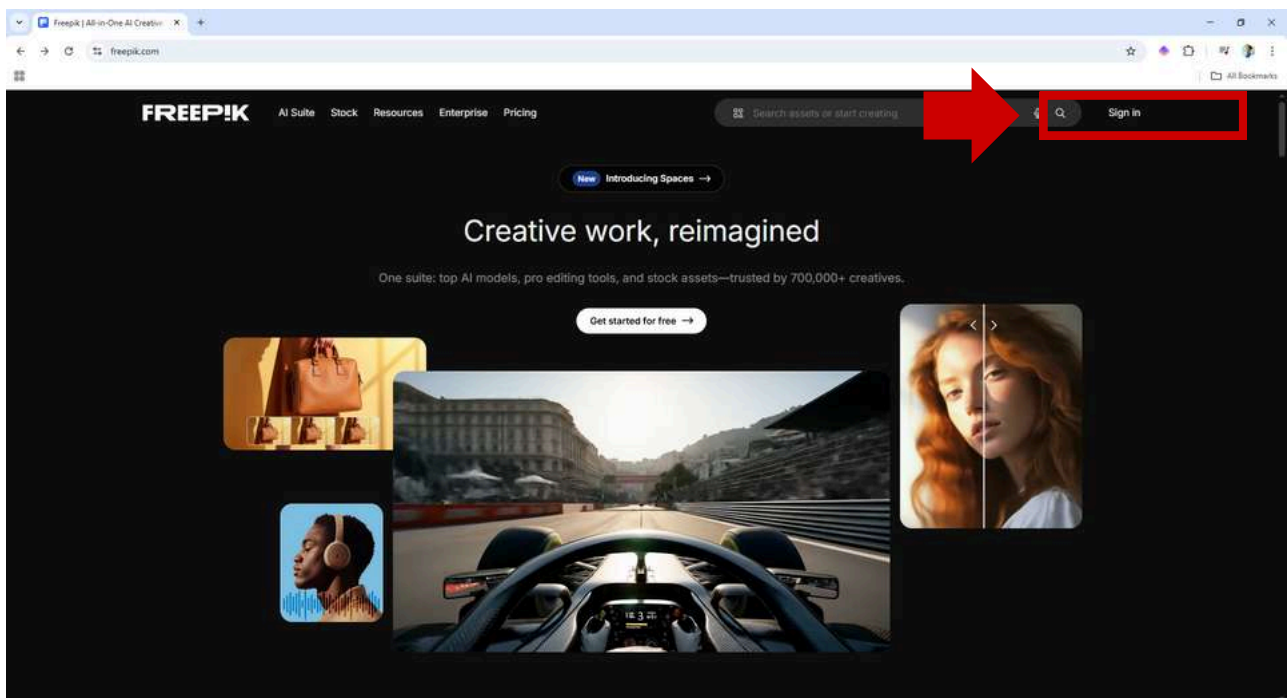 Freepik | All-in-One AI Creative
freepik.com
All Bookmarks
FREEP!K AI Suite Stock Resources Enterprise Pricing Search assets or start creating Sign in
New Introducing Spaces →
Creative work, reimagined
One suite: top AI models, pro editing tools, and stock assets—trusted by 700,000+ creatives.
Get started for free →
3